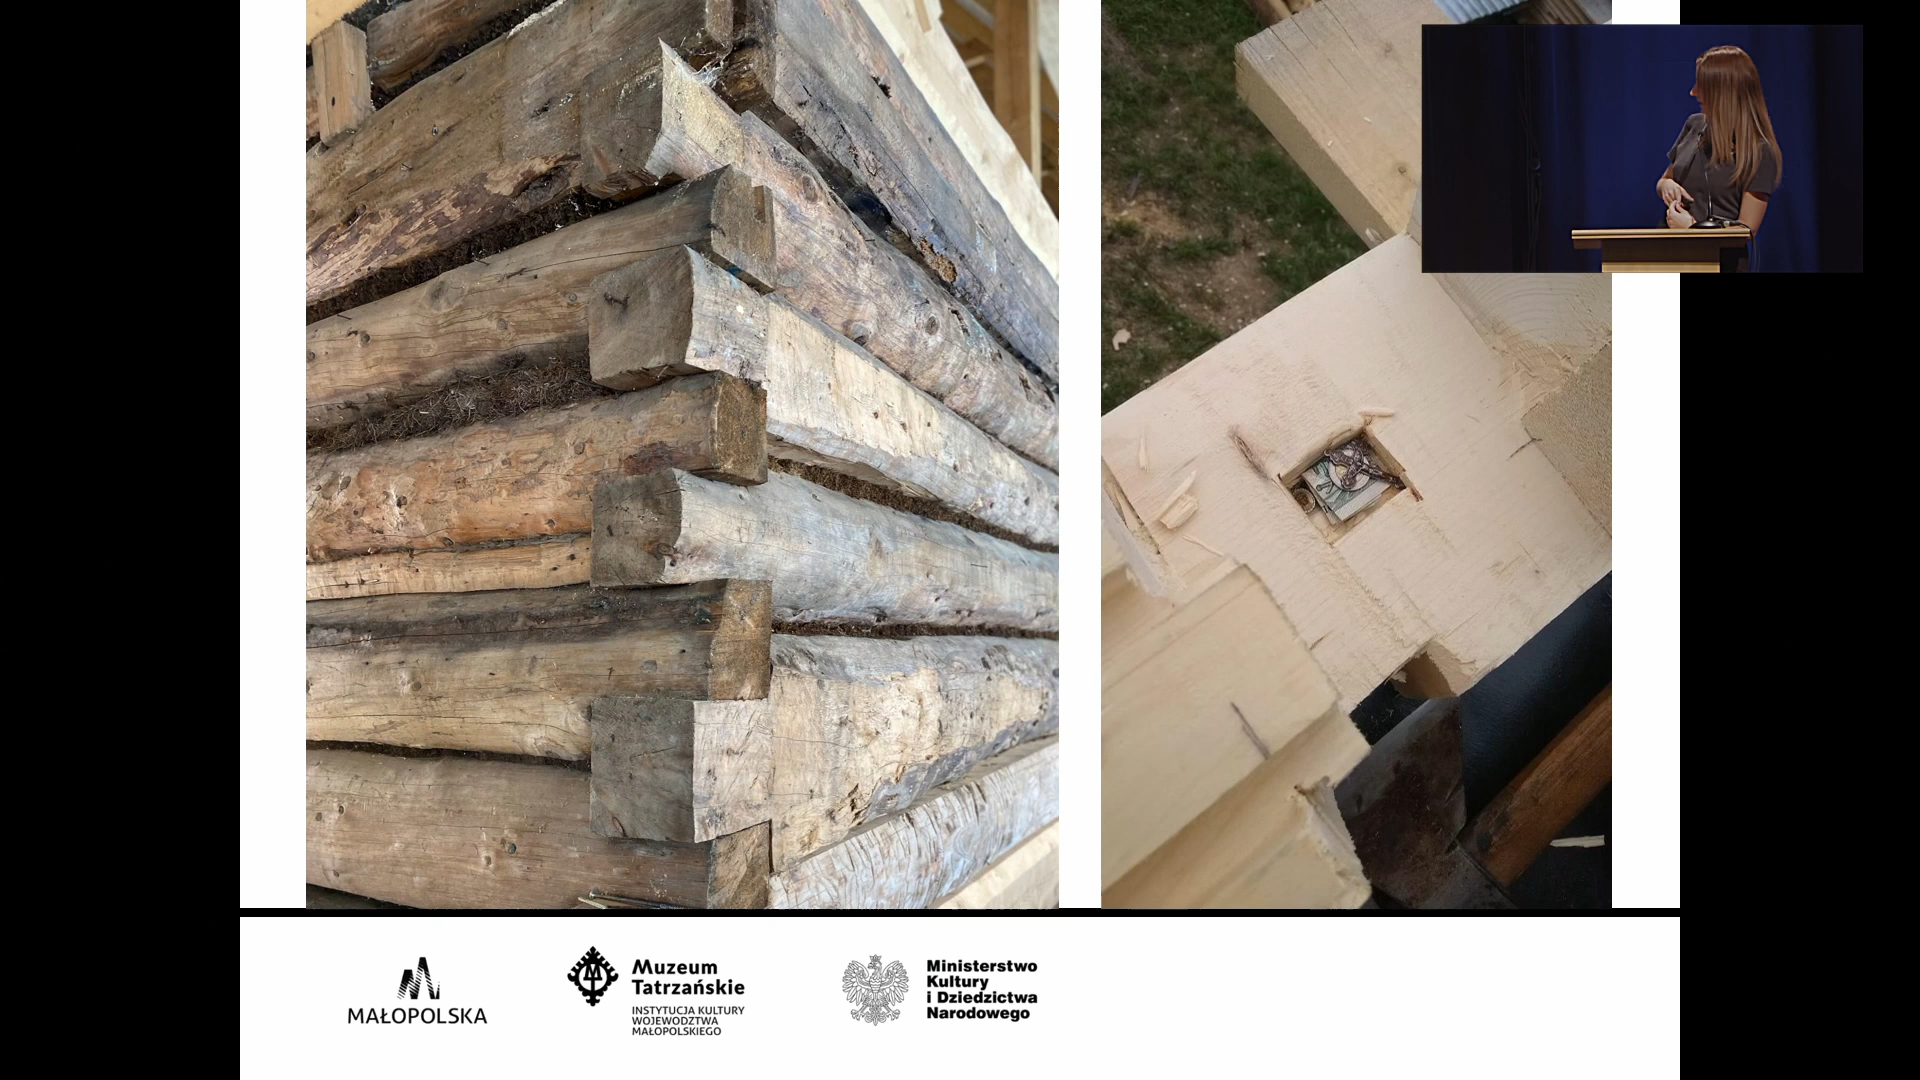 MAŁOPOLSKA
Muzeum
Tatrzańskie
INSTYTUCJA KULTURY
WOJEWÓDZTWA
MAŁOPOLSKIEGO
Ministerstwo
Kultury
i Dziedzictwa
Narodowego